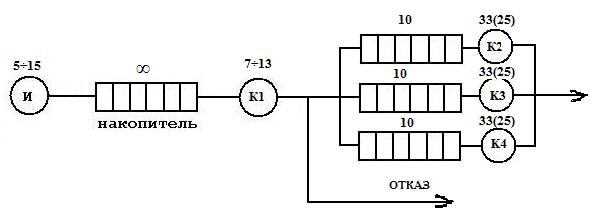 5÷15
И
∞
накопитель
7÷13
К1
10
33(25)
К2
10
33(25)
К3
10
33(25)
К4
ОТКАЗ